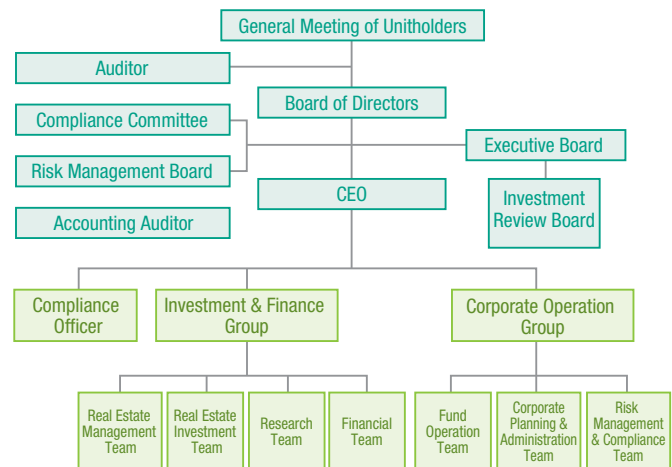 General Meeting of Unitholders
Auditor
Board of Directors
Compliance Committee
Executive Board
Risk Management Board
CEO
Investment
Review Board
Accounting Auditor
Compliance
Officer
Investment & Finance
Group
Corporate Operation
Group
Real Estate
Management
Team
Real Estate
Investment
Team
Research
Team
Financial
Team
Fund
Operation
Team
Corporate
Planning &
Administration
Team
Risk
Management
& Compliance
Team